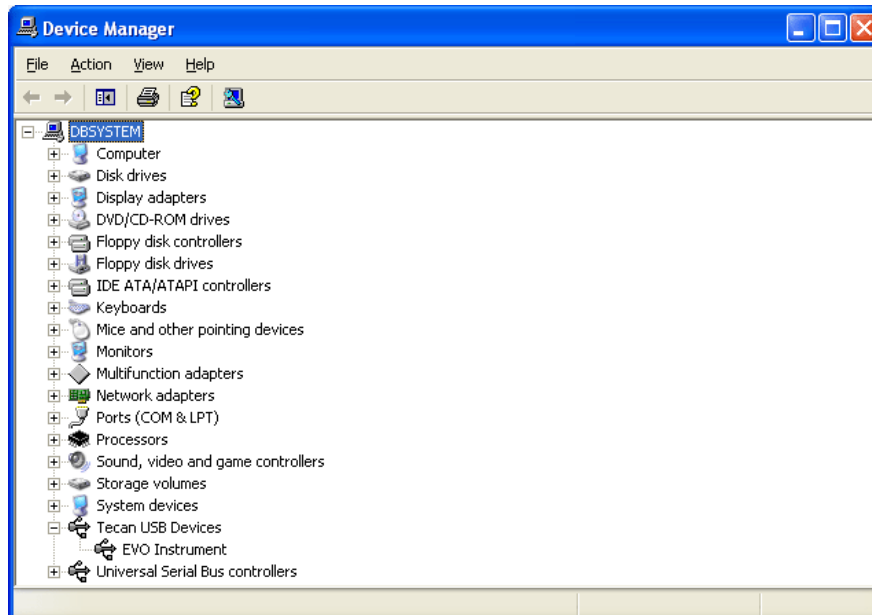 Device Manager
File Action View Help
DBSYSTEM
Computer
Disk drives
Display adapters
DVD/CD-ROM drives
Floppy disk controllers
Floppy disk drives
IDE ATA/ATAPI controllers
Keyboards
Mice and other pointing devices
Monitors
Multifunction adapters
Network adapters
Ports (COM & LPT)
Processors
Sound, video and game controllers
Storage volumes
System devices
Tecan USB Devices
EVO Instrument
Universal Serial Bus controllers